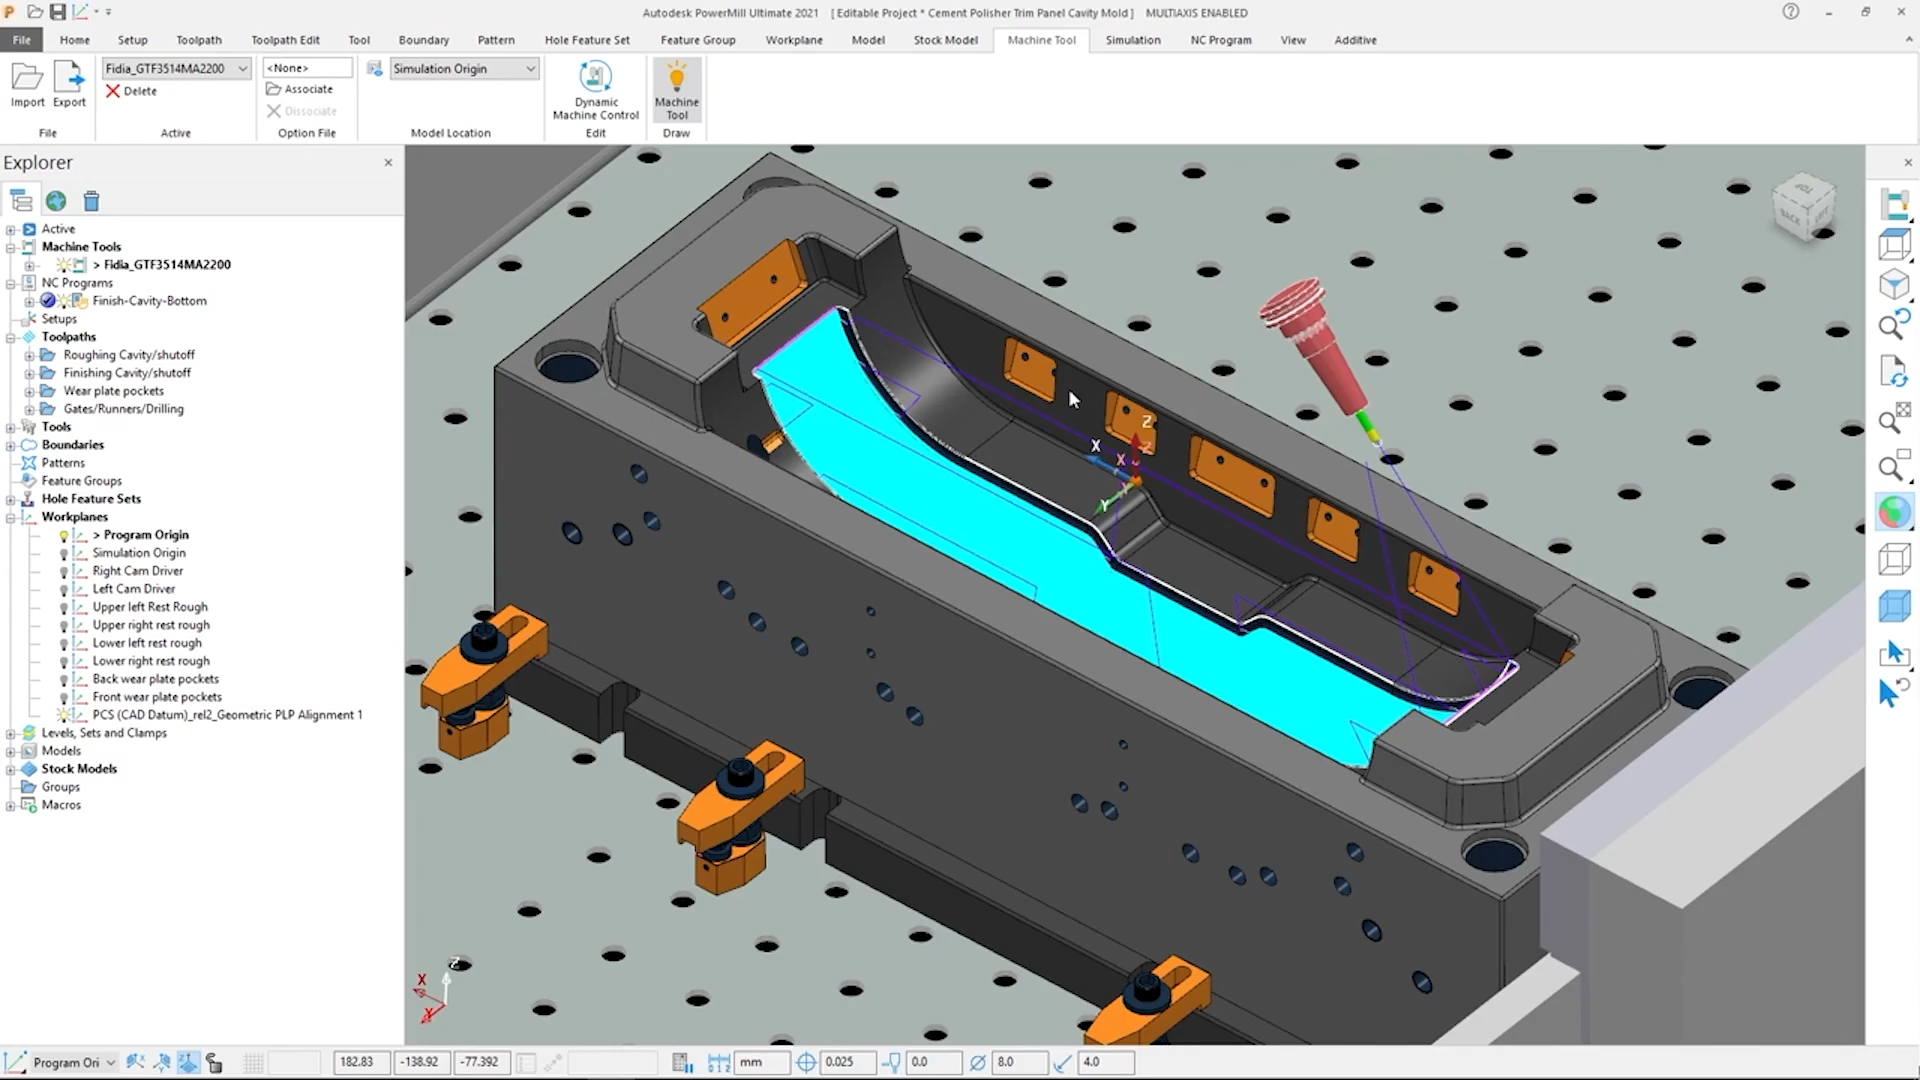 Autodesk PowerMill Ultimate 2021 [ Editable Project * Cement Polisher Trim Panel Cavity Mold ] MULTIAXIS ENABLED
File Home Setup Toolpath Toolpath Edit Tool Boundary Pattern Hole Feature Set Feature Group Workplane Model Stock Model Machine Tool Simulation NC Program View Additive
Fidia_GTF3514MA2200 <None> Simulation Origin
Delete Associate
Import Export Dynamic Machine Control Machine Tool
Dissociate
File Active Option File Model Location Edit Draw
Explorer
Active
Machine Tools
> Fidia_GTF3514MA2200
NC Programs
Finish-Cavity-Bottom
Setups
Toolpaths
Roughing Cavity/shutoff
Finishing Cavity/shutoff
Wear plate pockets
Gates/Runners/Drilling
Tools
Boundaries
Patterns
Feature Groups
Hole Feature Sets
Workplanes
> Program Origin
Simulation Origin
Right Cam Driver
Left Cam Driver
Upper left Rest Rough
Upper right rest rough
Lower left rest rough
Lower right rest rough
Back wear plate pockets
Front wear plate pockets
PCS (CAD Datum)_rel2_Geometric PLP Alignment 1
Levels, Sets and Clamps
Models
Stock Models
Groups
Macros
TOP
BACK
Z
X
X
Y
Z
X
Y
Program Ori 182.83 -138.92 -77.392 mm 0.025 0.0 8.0 4.0